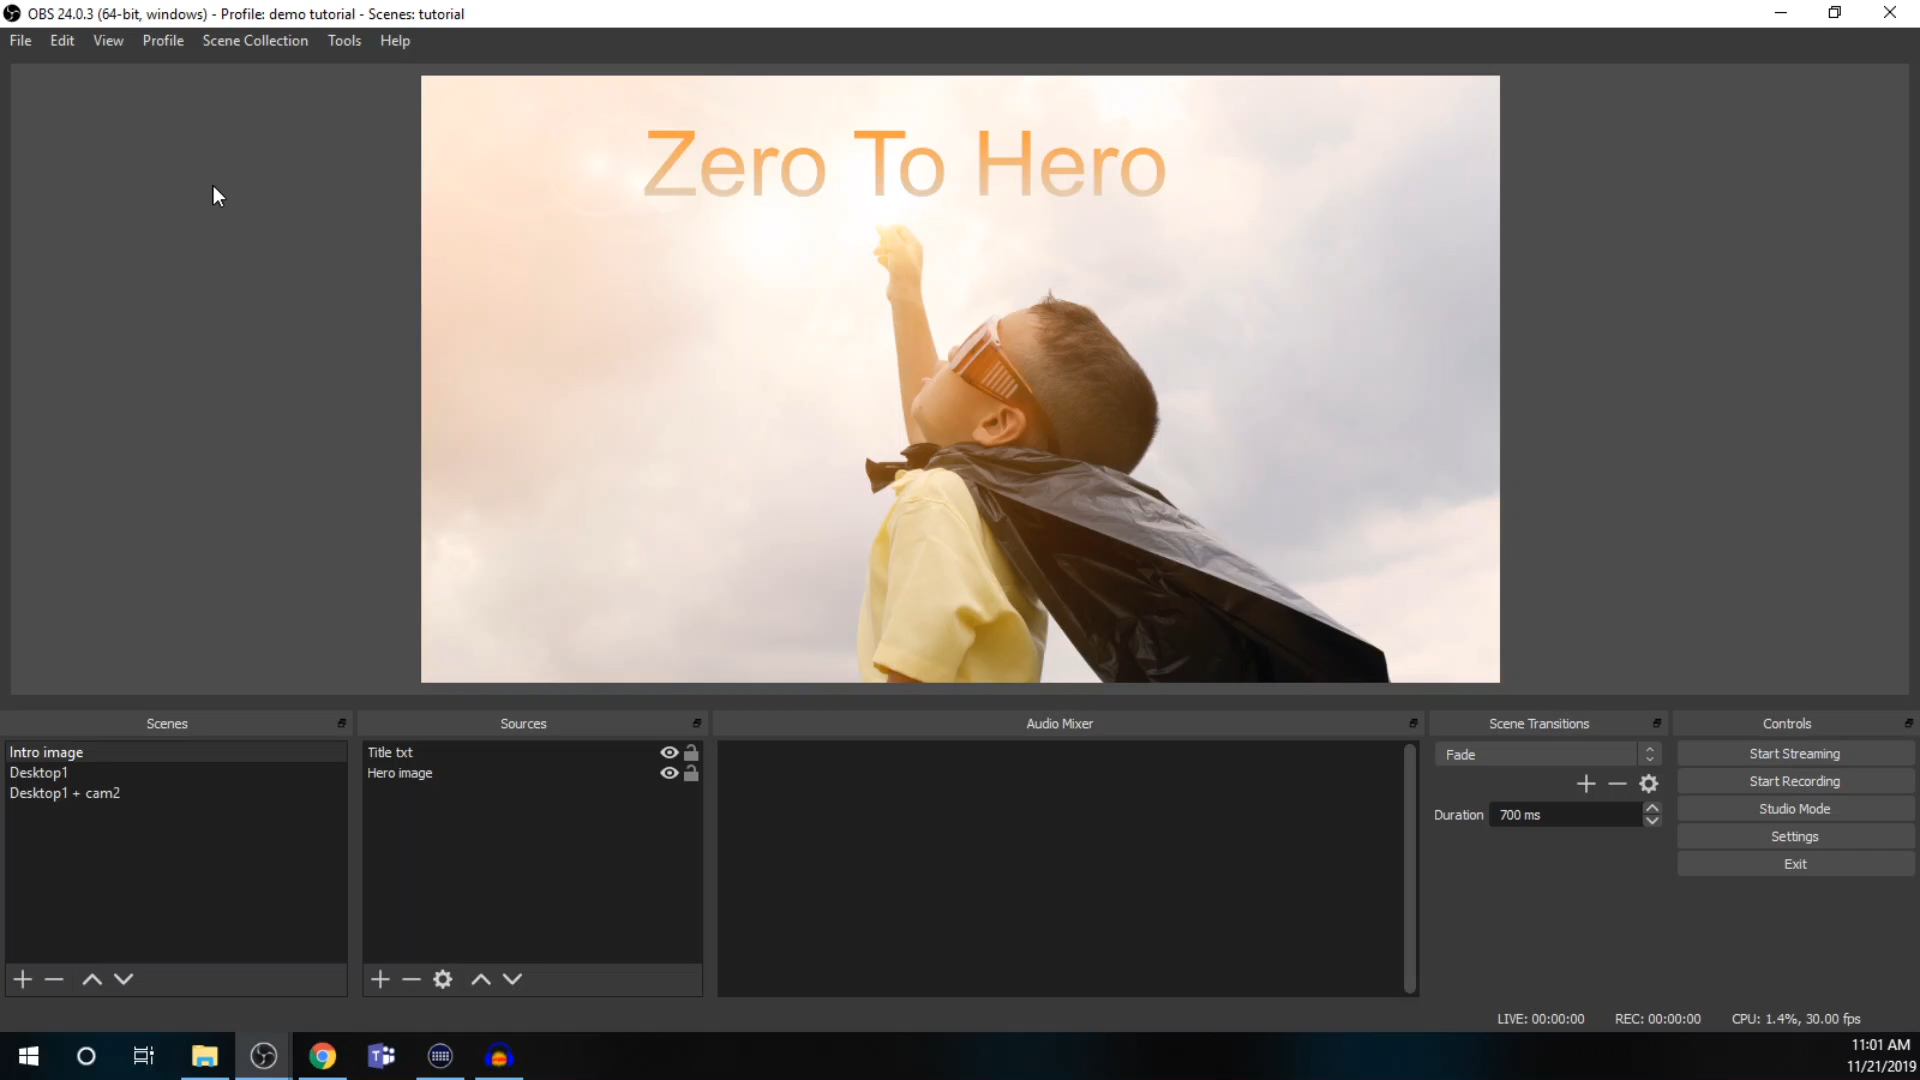 OBS 24.0.3 (64-bit, windows) - Profile: demo tutorial - Scenes: tutorial
File Edit View Profile Scene Collection Tools Help
Zero To Hero
Scenes
Intro image
Desktop1
Desktop1 + cam2
Sources
Title txt
Hero image
Audio Mixer
Scene Transitions
Fade
Duration 700 ms
Controls
Start Streaming
Start Recording
Studio Mode
Settings
Exit
LIVE: 00:00:00 REC: 00:00:00 CPU: 1.4%, 30.00 fps
11:01 AM
11/21/2019